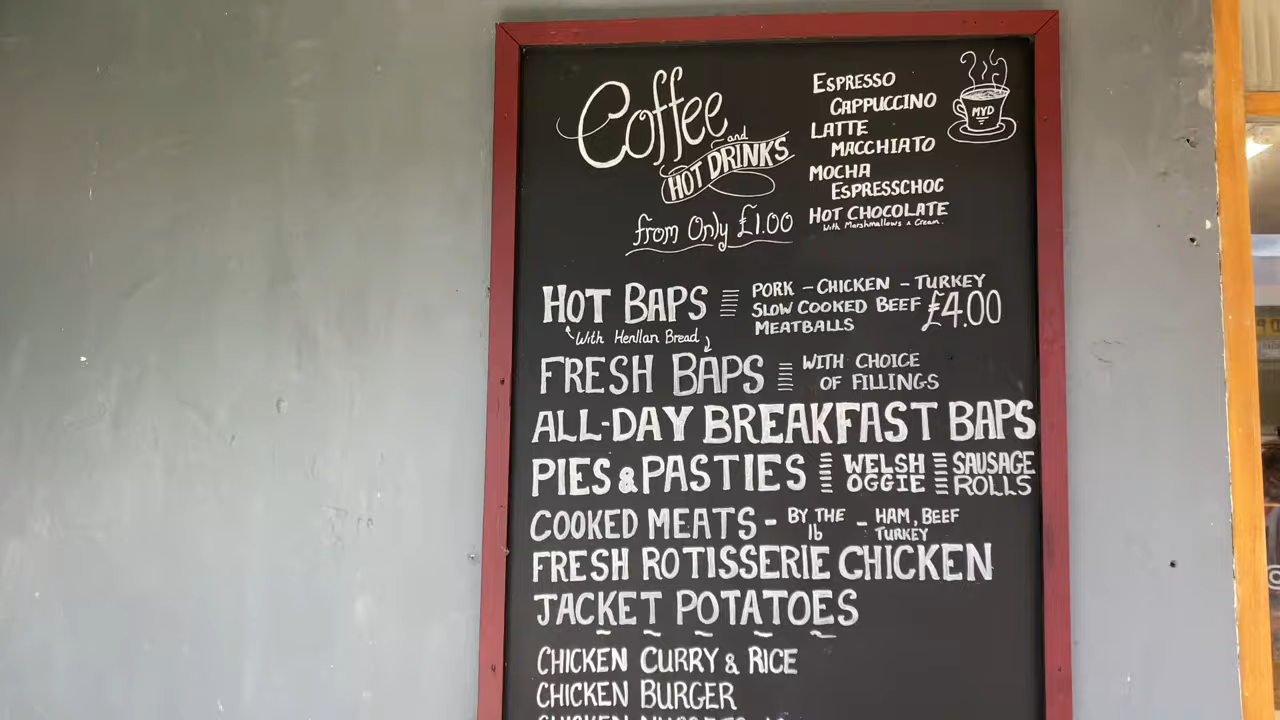 Coffee
and
HOT DRINKS
from Only £1.00
ESPRESSO
CAPPUCCINO
LATTE
MACCHIATO
MOCHA
ESPRESSCHOC
HOT CHOCOLATE
With Marshmallows & Cream.
MYD
HOT BAPS
PORK - CHICKEN - TURKEY
SLOW COOKED BEEF £4.00
MEATBALLS
With Henllan Bread
FRESH BAPS
WITH CHOICE
OF FILLINGS
ALL-DAY BREAKFAST BAPS
PIES & PASTIES
WELSH
OGGIE
SAUSAGE
ROLLS
COOKED MEATS - BY THE
lb
- HAM, BEEF
TURKEY
FRESH ROTISSERIE CHICKEN
JACKET POTATOES
CHICKEN CURRY & RICE
CHICKEN BURGER
CHICKEN NUGGETS